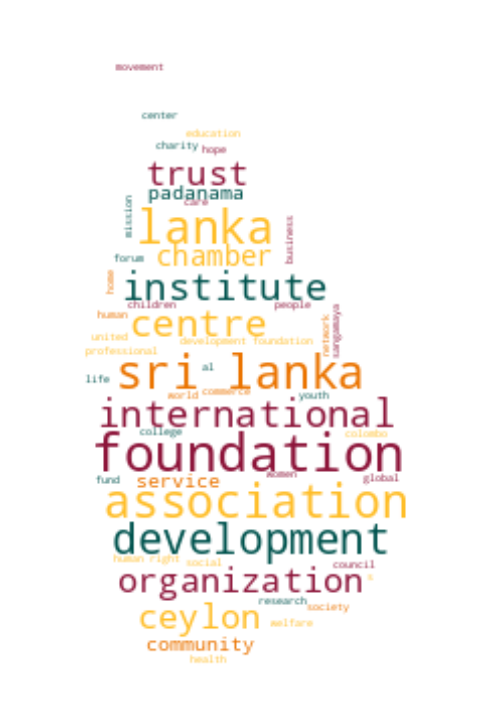 movement
center
education
charity hope
trust
padanama
care
mission
lanka
business
chamber
forum
home
institute
children people
human
centre
network
sangamaya
united
development foundation
professional
al
sri lanka
life
world commerce
youth
international
college
colombo
foundation
women
fund
service
global
association
development
human right social
council
organization
s
research
society
ceylon
welfare
community
health